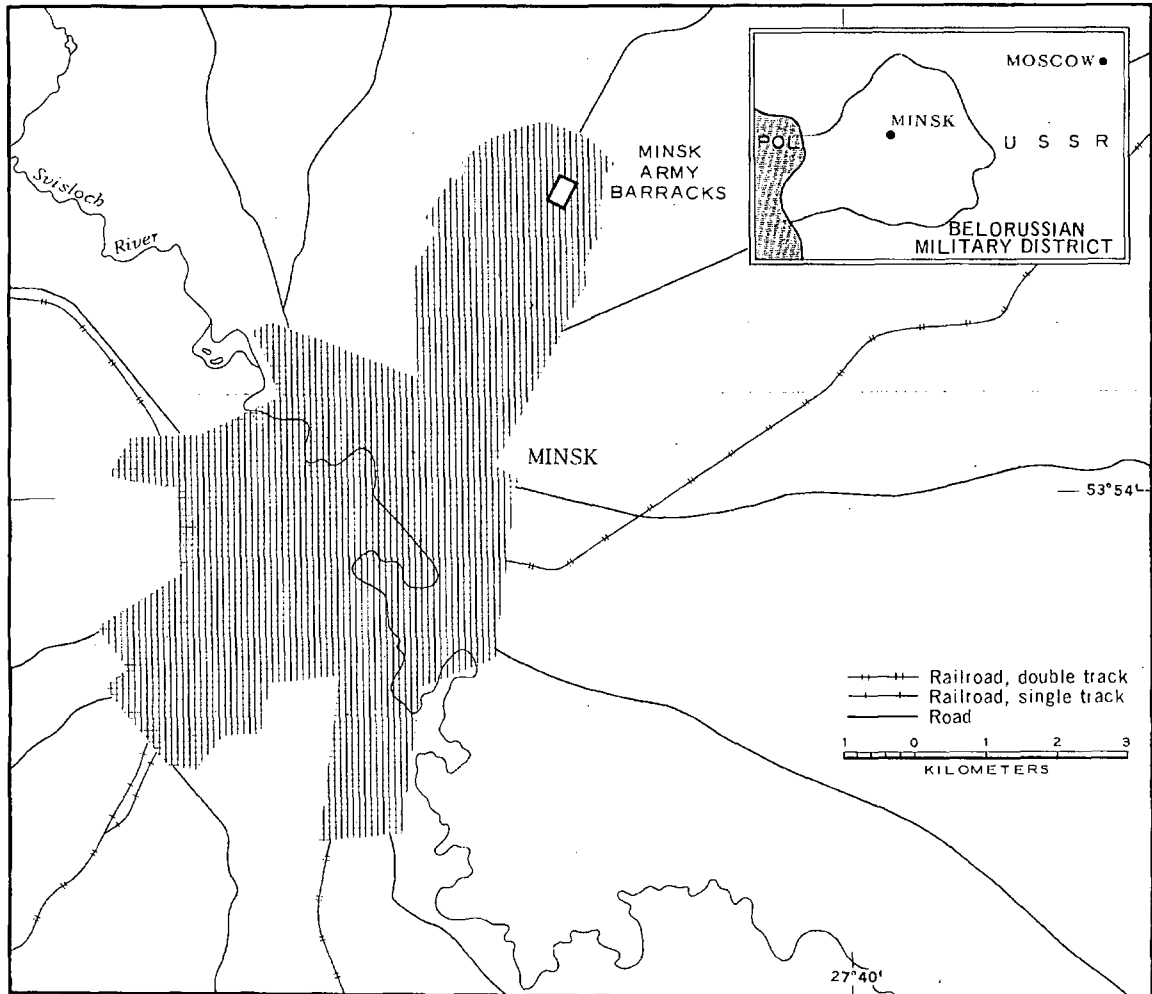 MOSCOW
MINSK
POL
U S S R
BELORUSSIAN
MILITARY DISTRICT
MINSK
ARMY
BARRACKS
Svisloch
River
MINSK
53°54'
Railroad, double track
Railroad, single track
Road
1 0 1 2 3
KILOMETERS
27°40'